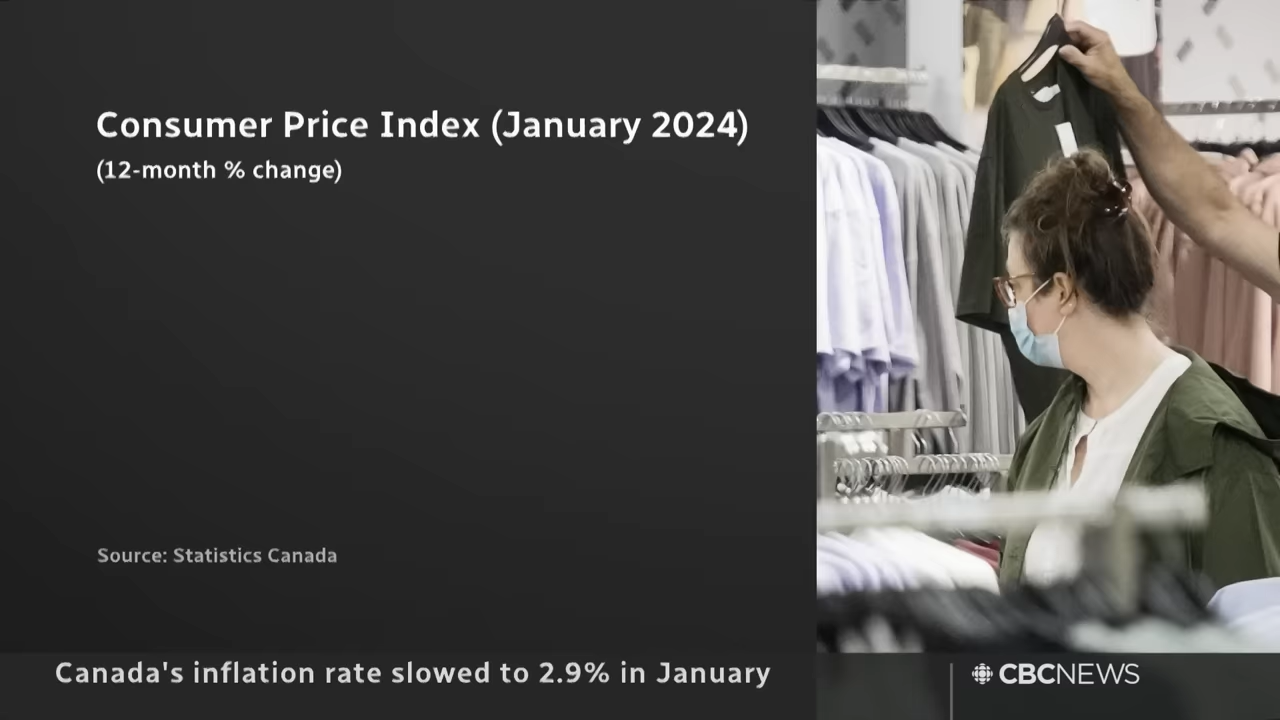 Consumer Price Index (January 2024)
(12-month % change)
Source: Statistics Canada
Canada's inflation rate slowed to 2.9% in January
CBCNEWS